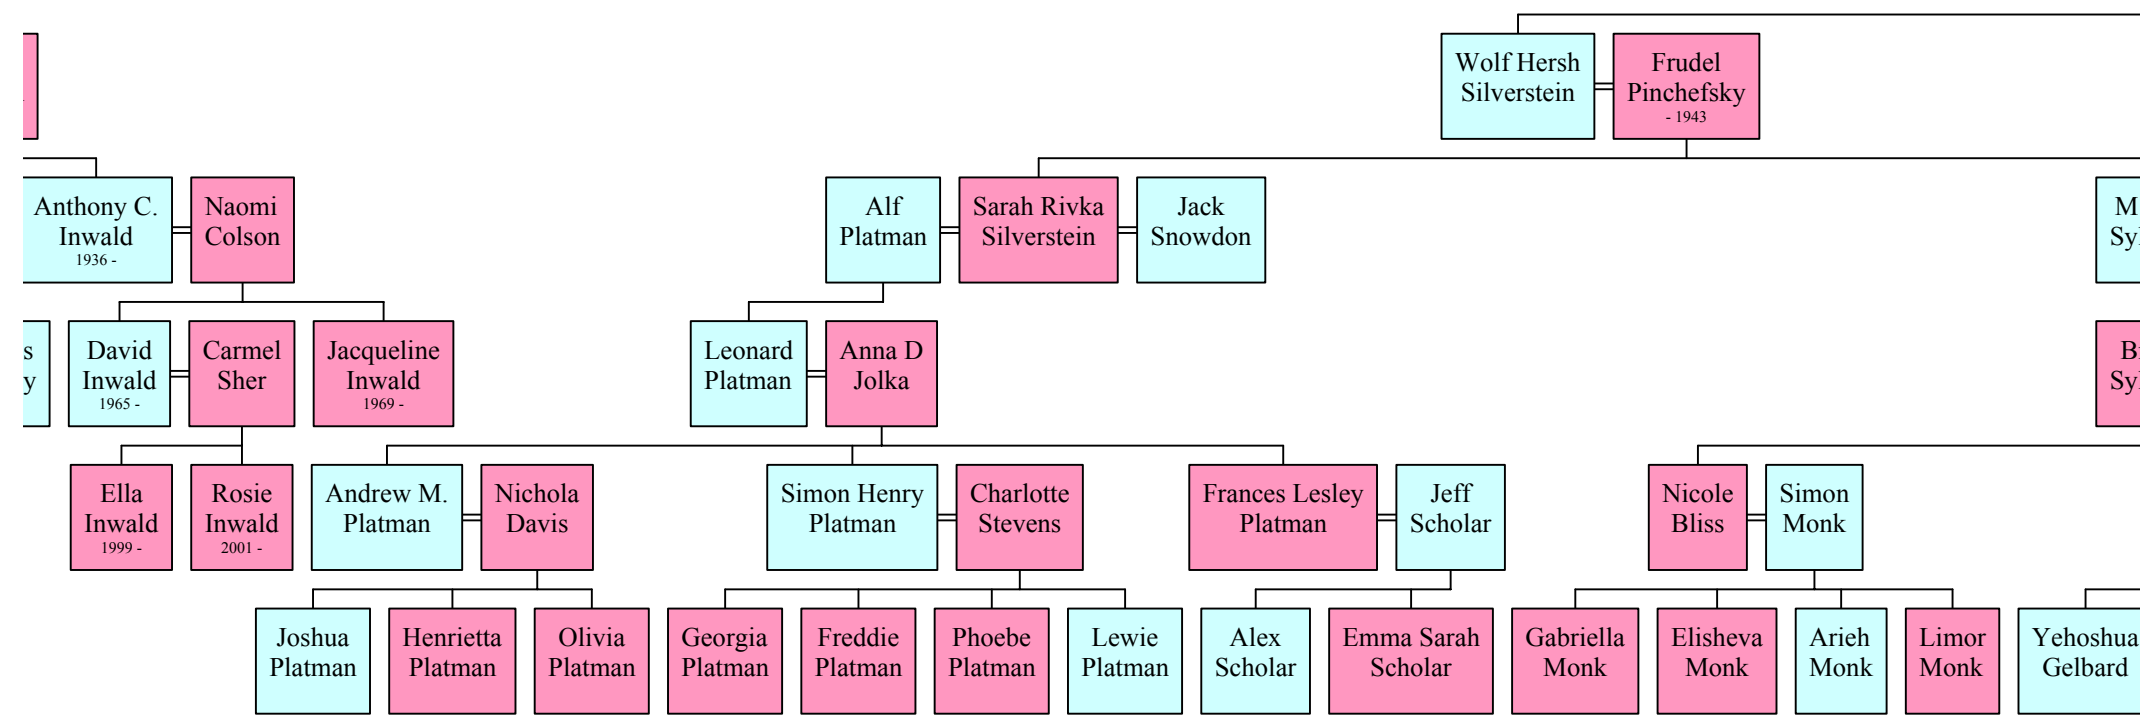 Wolf Hersh
Silverstein
Frudel
Pinchefsky
- 1943
Anthony C.
Inwald
1936 -
Naomi
Colson
Alf
Platman
Sarah Rivka
Silverstein
Jack
Snowdon
David
Inwald
1965 -
Carmel
Sher
Jacqueline
Inwald
1969 -
Leonard
Platman
Anna D
Jolka
Ella
Inwald
1999 -
Rosie
Inwald
2001 -
Andrew M.
Platman
Nichola
Davis
Simon Henry
Platman
Charlotte
Stevens
Frances Lesley
Platman
Jeff
Scholar
Nicole
Bliss
Simon
Monk
Joshua
Platman
Henrietta
Platman
Olivia
Platman
Georgia
Platman
Freddie
Platman
Phoebe
Platman
Lewie
Platman
Alex
Scholar
Emma Sarah
Scholar
Gabriella
Monk
Elisheva
Monk
Arieh
Monk
Limor
Monk
Yehoshua
Gelbard